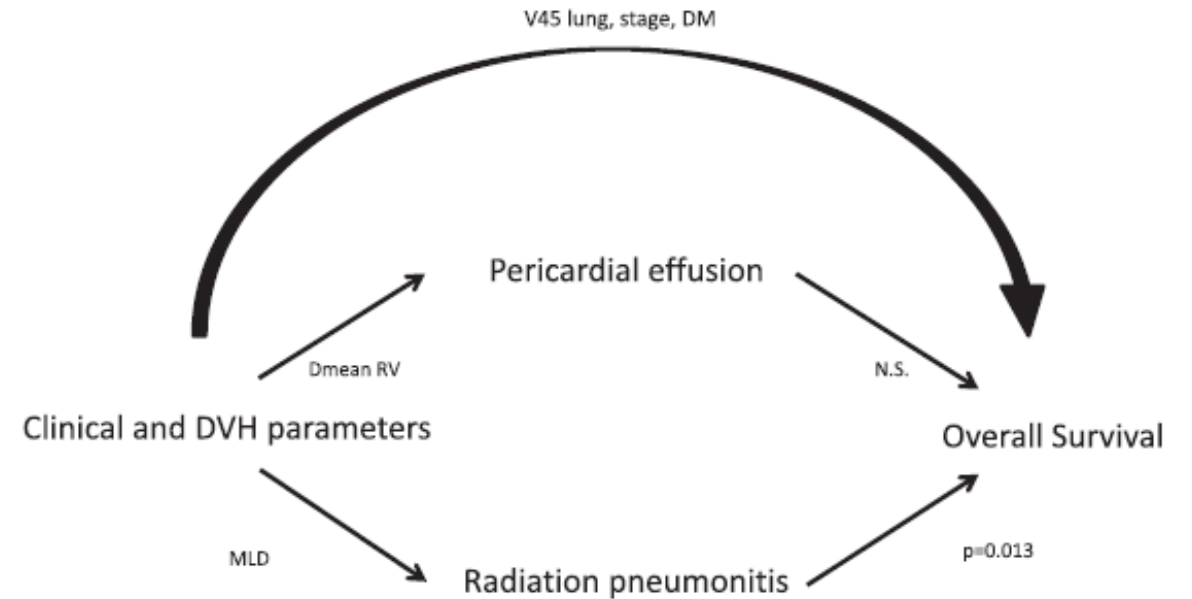 V45 lung, stage, DM
Pericardial effusion
Dmean RV
N.S.
Clinical and DVH parameters
Overall Survival
MLD
p=0.013
Radiation pneumonitis